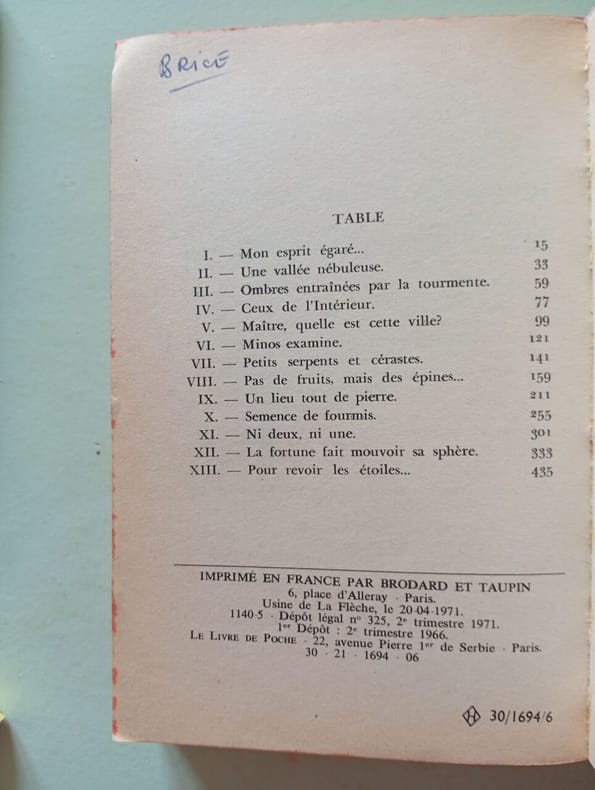 BRICE
TABLE
I. — Mon esprit égaré... 15
II. — Une vallée nébuleuse. 33
III. — Ombres entraînées par la tourmente. 59
IV. — Ceux de l'Intérieur. 77
V. — Maître, quelle est cette ville? 99
VI. — Minos examine. 121
VII. — Petits serpents et cérastes. 141
VIII. — Pas de fruits, mais des épines... 159
IX. — Un lieu tout de pierre. 211
X. — Semence de fourmis. 255
XI. — Ni deux, ni une. 301
XII. — La fortune fait mouvoir sa sphère. 333
XIII. — Pour revoir les étoiles... 435
IMPRIMÉ EN FRANCE PAR BRODARD ET TAUPIN
6, place d'Alleray - Paris.
Usine de La Flèche, le 20-04-1971.
1140-5 - Dépôt légal nº 325, 2e trimestre 1971.
1er Dépôt : 2e trimestre 1966.
LE LIVRE DE POCHE - 22, avenue Pierre 1er de Serbie - Paris.
30 - 21 - 1694 - 06
H 30/1694/6